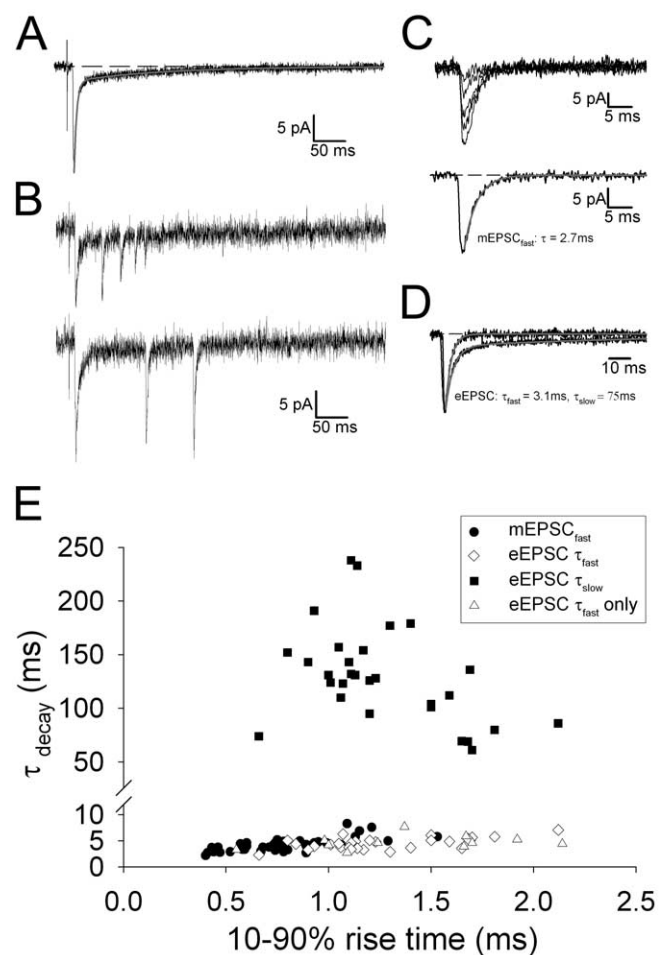 A
5 pA
50 ms
B
5 pA
50 ms
C
5 pA
5 ms
5 pA
5 ms
mEPSCfast: τ = 2.7ms
D
10 ms
eEPSC: τfast = 3.1ms, τslow = 75ms
E
mEPSCfast
eEPSC τfast
eEPSC τslow
eEPSC τfast only
τ decay (ms)
250
200
150
100
50
10
5
0
0.0 0.5 1.0 1.5 2.0 2.5
10-90% rise time (ms)